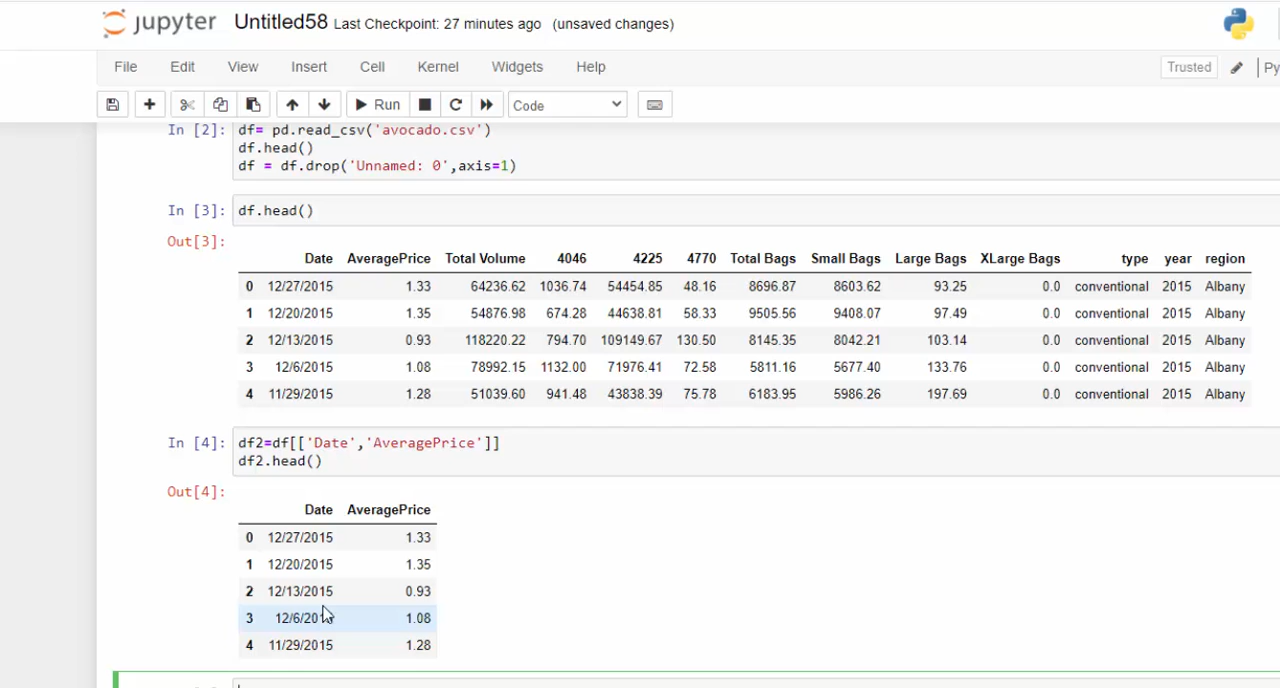 jupyter Untitled58 Last Checkpoint: 27 minutes ago (unsaved changes)
File Edit View Insert Cell Kernel Widgets Help Trusted Py
Run Code
In [2]: df= pd.read_csv('avocado.csv')
df.head()
df = df.drop('Unnamed: 0',axis=1)
In [3]: df.head()
Out[3]:
Date AveragePrice Total Volume 4046 4225 4770 Total Bags Small Bags Large Bags XLarge Bags type year region
0 12/27/2015 1.33 64236.62 1036.74 54454.85 48.16 8696.87 8603.62 93.25 0.0 conventional 2015 Albany
1 12/20/2015 1.35 54876.98 674.28 44638.81 58.33 9505.56 9408.07 97.49 0.0 conventional 2015 Albany
2 12/13/2015 0.93 118220.22 794.70 109149.67 130.50 8145.35 8042.21 103.14 0.0 conventional 2015 Albany
3 12/6/2015 1.08 78992.15 1132.00 71976.41 72.58 5811.16 5677.40 133.76 0.0 conventional 2015 Albany
4 11/29/2015 1.28 51039.60 941.48 43838.39 75.78 6183.95 5986.26 197.69 0.0 conventional 2015 Albany
In [4]: df2=df[['Date','AveragePrice']]
df2.head()
Out[4]:
Date AveragePrice
0 12/27/2015 1.33
1 12/20/2015 1.35
2 12/13/2015 0.93
3 12/6/2015 1.08
4 11/29/2015 1.28